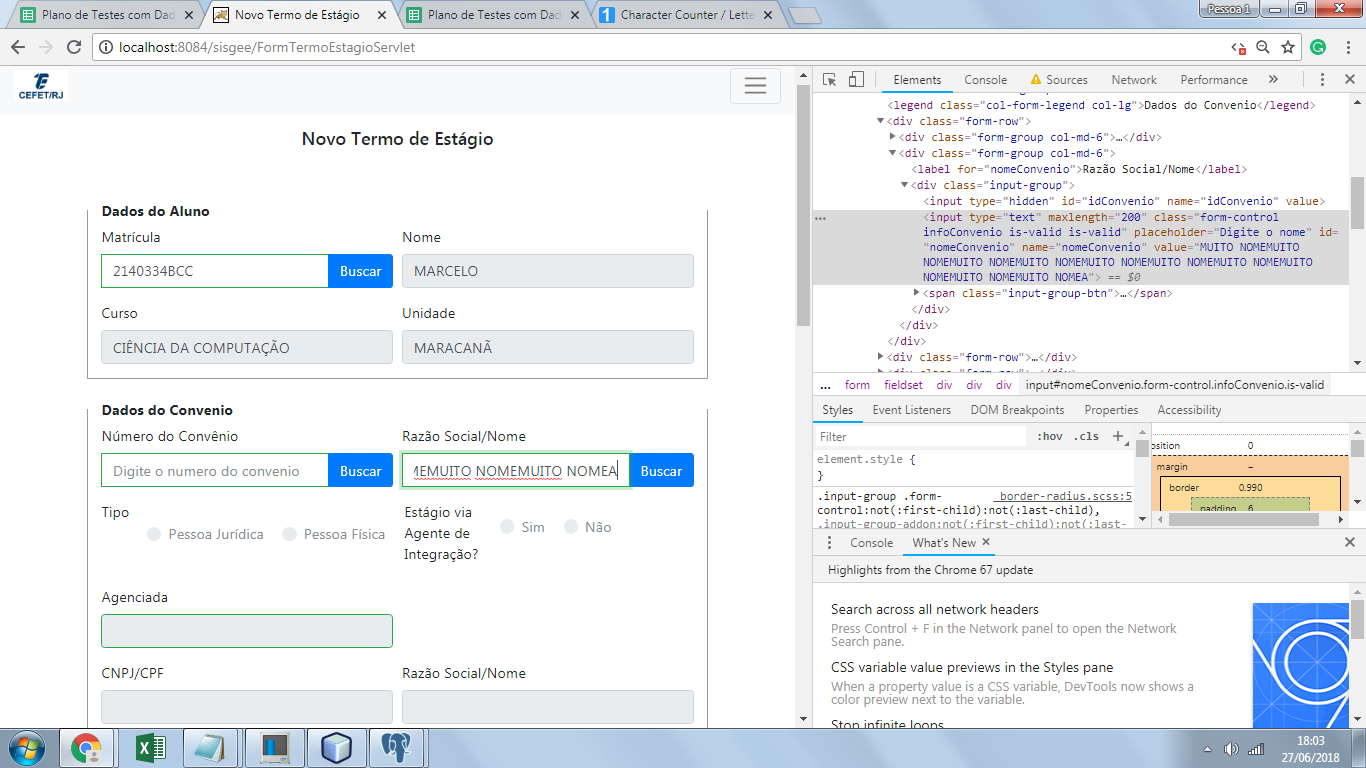 Plano de Testes com Dad
Novo Termo de Estágio
Plano de Testes com Dad
Character Counter / Lette
Pessoa 1
localhost:8084/sisgee/FormTermoEstagioServlet
CEFET/RJ
Novo Termo de Estágio
Dados do Aluno
Matrícula
Nome
2140334BCC
Buscar
MARCELO
Curso
Unidade
CIÊNCIA DA COMPUTAÇÃO
MARACANÃ
Dados do Convenio
Número do Convênio
Razão Social/Nome
Digite o numero do convenio
Buscar
MEMUITO NOMEMUITO NOMEA
Buscar
Tipo
Pessoa Jurídica
Pessoa Física
Estágio via
Agente de
Integração?
Sim
Não
Agenciada
CNPJ/CPF
Razão Social/Nome
Elements
Console
Sources
Network
Performance
»
<legend class="col-form-legend col-lg">Dados do Convenio</legend>
<div class="form-row">
<div class="form-group col-md-6">…</div>
<div class="form-group col-md-6">
<label for="nomeConvenio">Razão Social/Nome</label>
<div class="input-group">
<input type="hidden" id="idConvenio" name="idConvenio" value>
<input type="text" maxlength="200" class="form-control
infoConvenio is-valid is-valid" placeholder="Digite o nome" id=
"nomeConvenio" name="nomeConvenio" value="MUITO NOMEMUITO
NOMEMUITO NOMEMUITO NOMEMUITO NOMEMUITO NOMEMUITO NOMEMUITO
NOMEMUITO NOMEMUITO NOMEA"> == $0
<span class="input-group-btn">…</span>
</div>
</div>
</div>
<div class="form-row">…</div>
<div class="form-row">…</div>
... form fieldset div div div input#nomeConvenio.form-control.infoConvenio.is-valid
Styles
Event Listeners
DOM Breakpoints
Properties
Accessibility
Filter
:hov .cls +
element.style {
}
.input-group .form-
_border-radius.scss:5
control:not(:first-child):not(:last-child),
.input-group-addon:not(:first-child):not(:last-
position 0
margin –
border 0.990
padding 6
Console
What's New
Highlights from the Chrome 67 update
Search across all network headers
Press Control + F in the Network panel to open the Network
Search pane.
CSS variable value previews in the Styles pane
When a property value is a CSS variable, DevTools now shows a
color preview next to the variable.
Stop infinite loops
18:03
27/06/2018